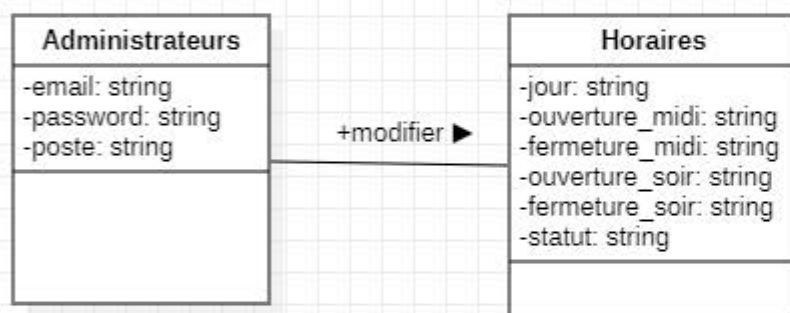 Administrateurs
-email: string
-password: string
-poste: string
+modifier ▶
Horaires
-jour: string
-ouverture_midi: string
-fermeture_midi: string
-ouverture_soir: string
-fermeture_soir: string
-statut: string